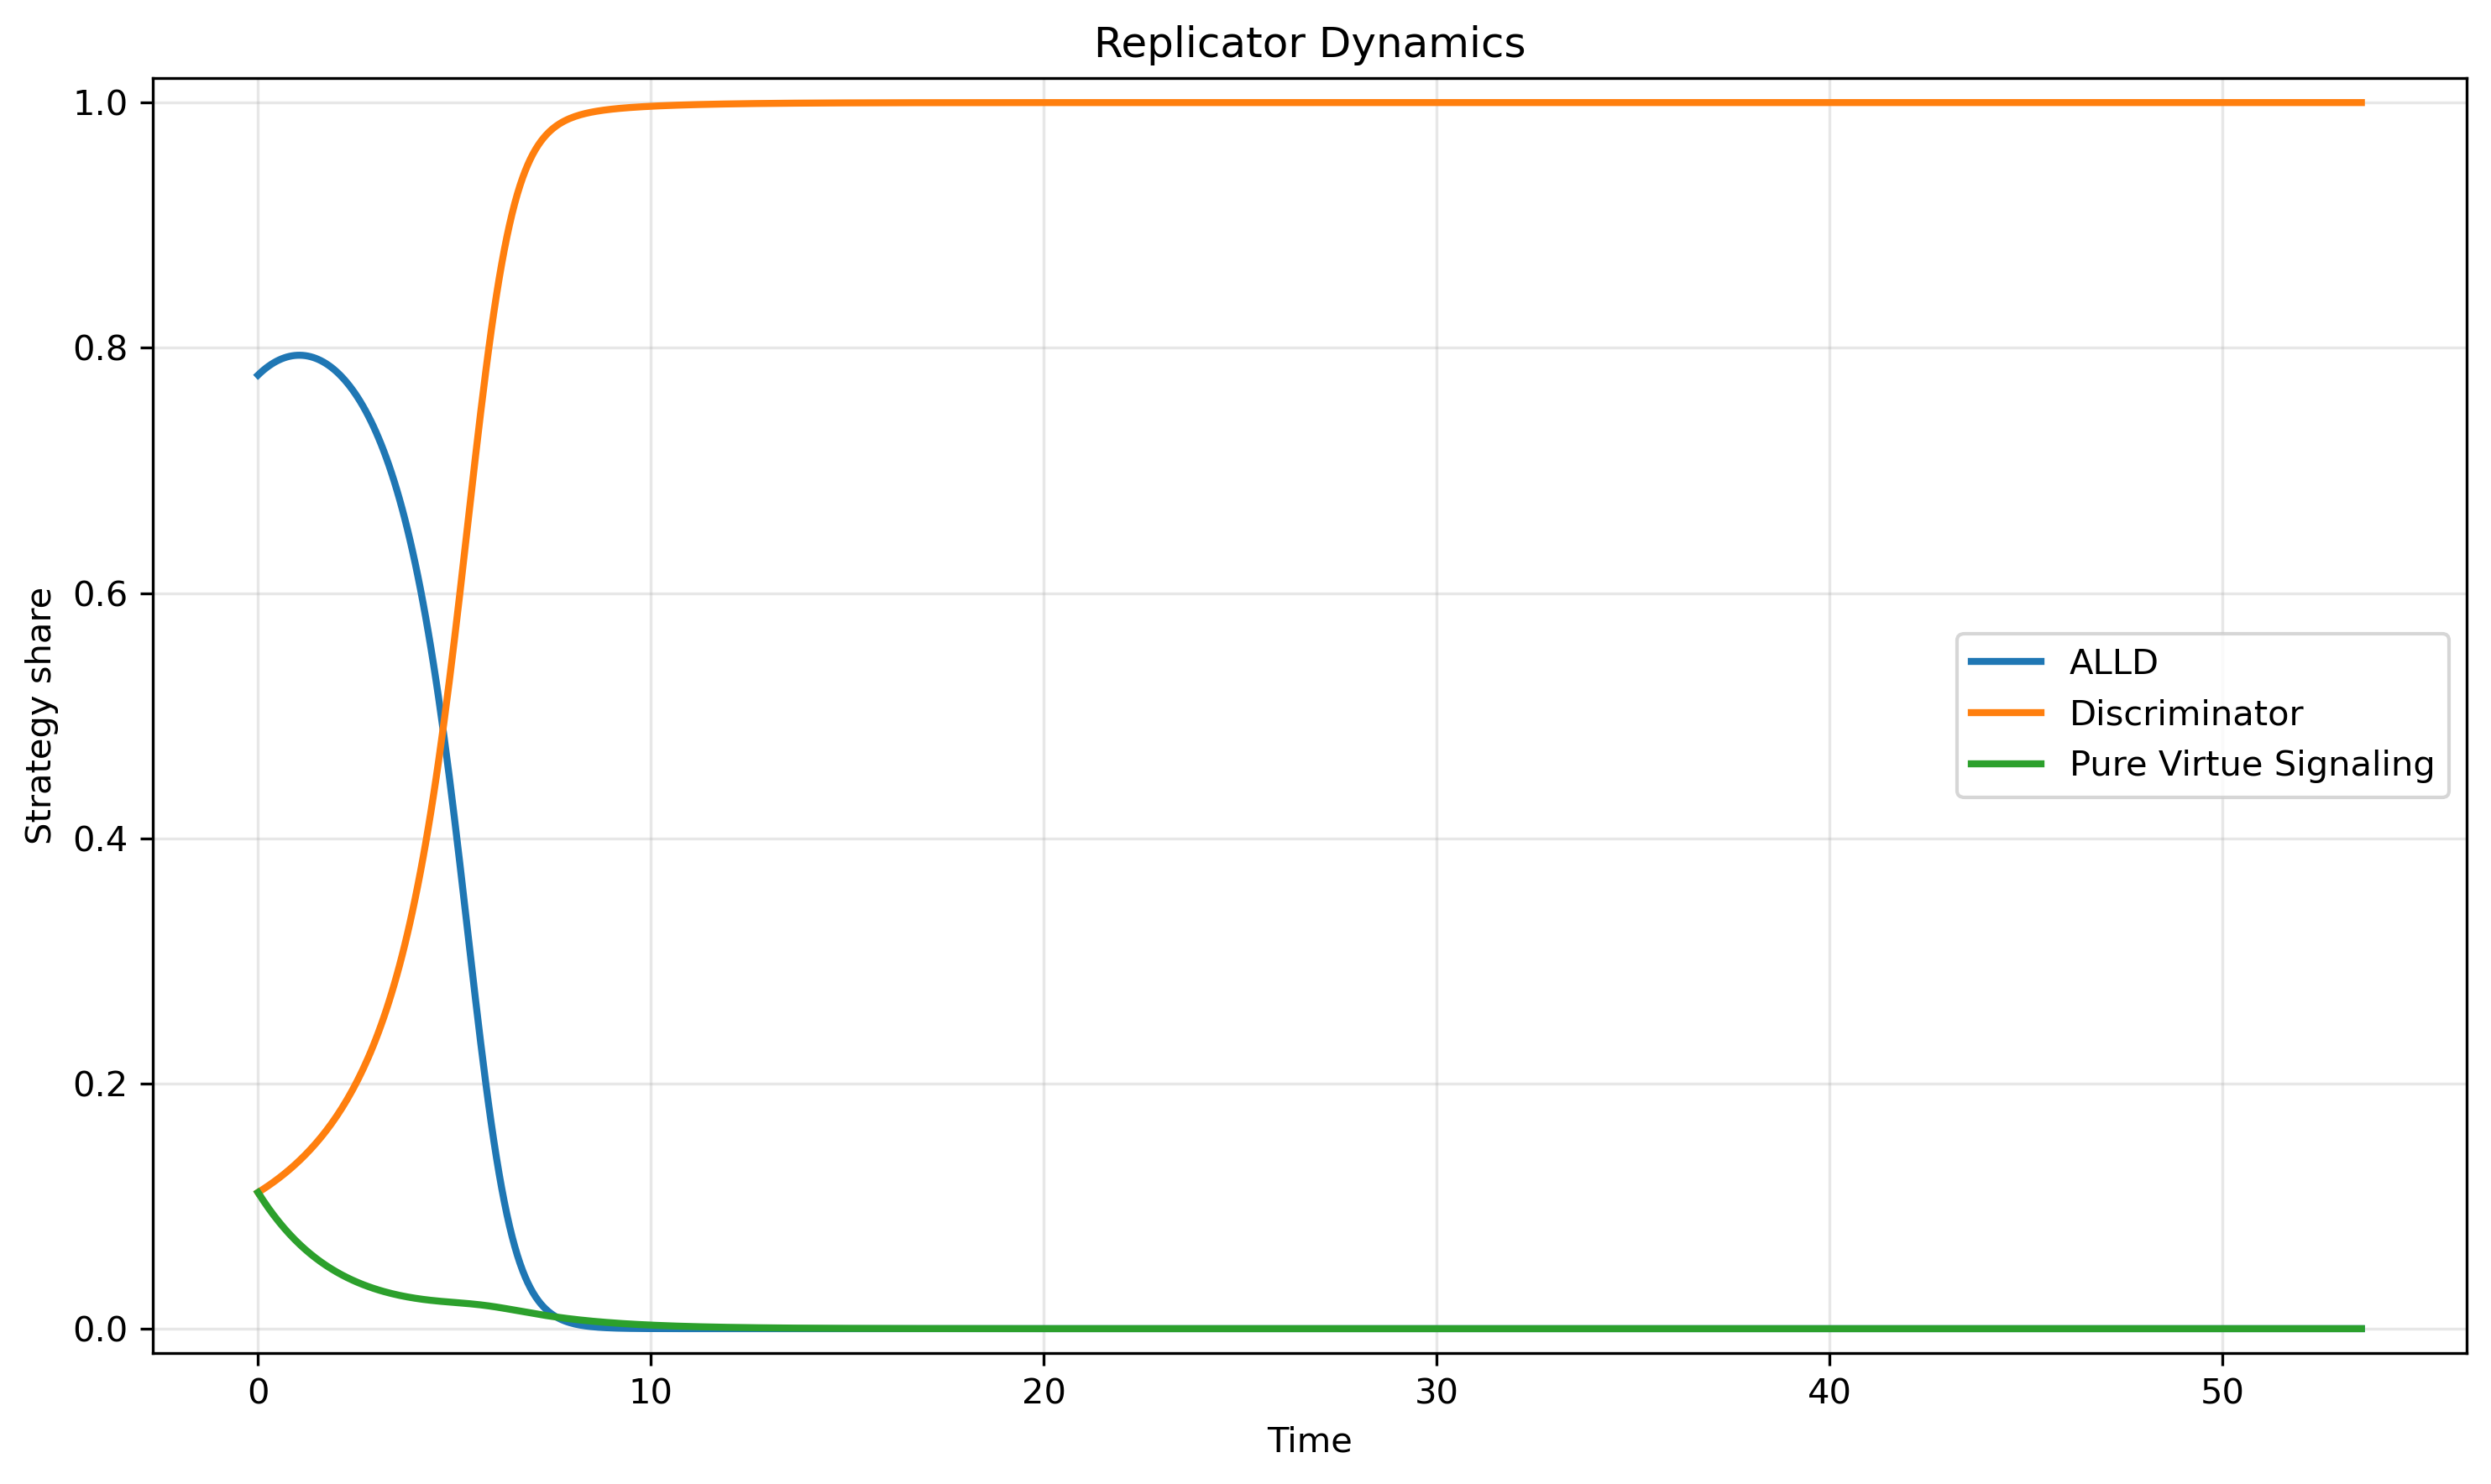 Replicator Dynamics
Strategy share
1.0
0.8
0.6
0.4
0.2
0.0
ALLD
Discriminator
Pure Virtue Signaling
0 10 20 30 40 50
Time